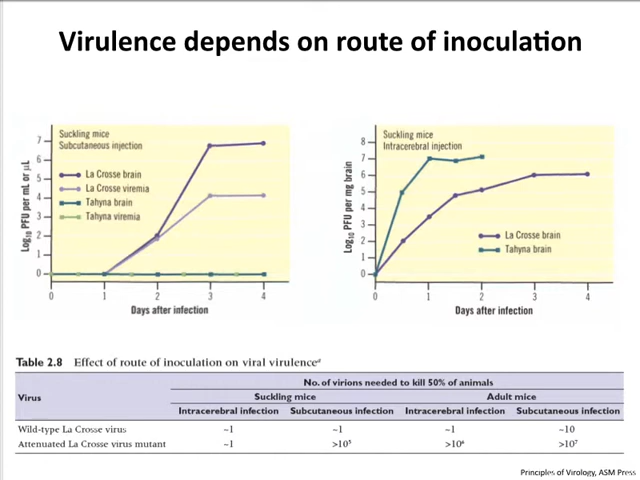 Virulence depends on route of inoculation
Suckling mice
Subcutaneous injection
La Crosse brain
La Crosse viremia
Tahyna brain
Tahyna viremia
Log10 PFU per mL or μL
7
6
5
4
3
2
1
0
0 1 2 3 4
Days after infection
Suckling mice
Intracerebral injection
La Crosse brain
Tahyna brain
Log10 PFU per mg brain
8
7
6
5
4
3
2
1
0
0 1 2 3 4
Days after infection
Table 2.8 Effect of route of inoculation on viral virulenceᵃ
No. of virions needed to kill 50% of animals
Virus Suckling mice Adult mice
Intracerebral infection Subcutaneous infection Intracerebral infection Subcutaneous infection
Wild-type La Crosse virus ~1 ~1 ~1 ~10
Attenuated La Crosse virus mutant ~1 >10⁵ >10⁶ >10⁷
Principles of Virology, ASM Press